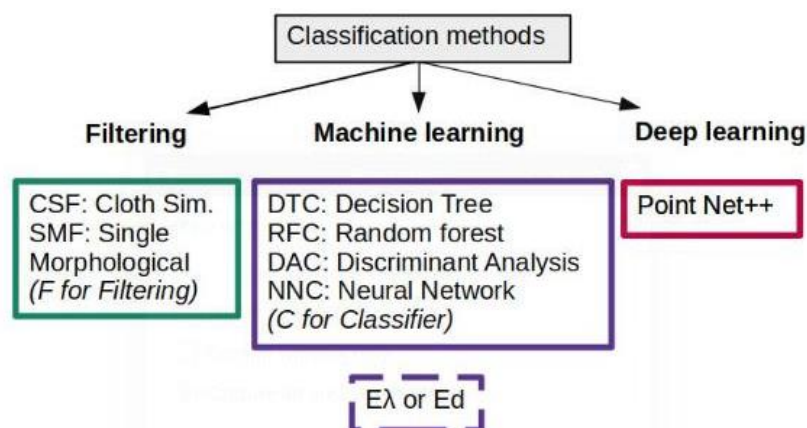 Classification methods
Filtering
Machine learning
Deep learning
CSF: Cloth Sim.
SMF: Single
Morphological
(F for Filtering)
DTC: Decision Tree
RFC: Random forest
DAC: Discriminant Analysis
NNC: Neural Network
(C for Classifier)
Point Net++
Eλ or Ed